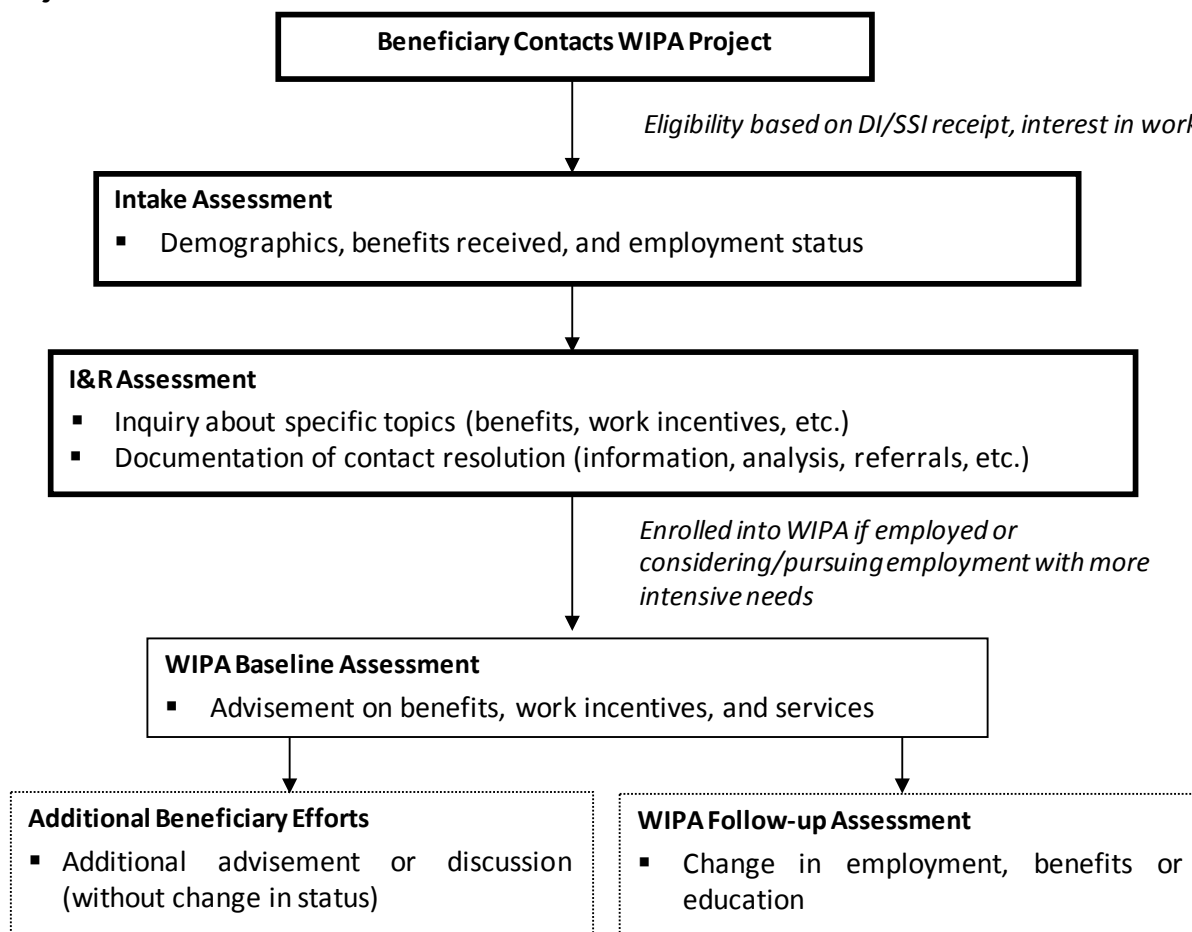 Beneficiary Contacts WIPA Project
Eligibility based on DI/SSI receipt, interest in work
Intake Assessment
▪ Demographics, benefits received, and employment status
I&R Assessment
▪ Inquiry about specific topics (benefits, work incentives, etc.)
▪ Documentation of contact resolution (information, analysis, referrals, etc.)
Enrolled into WIPA if employed or
considering/pursuing employment with more
intensive needs
WIPA Baseline Assessment
▪ Advisement on benefits, work incentives, and services
Additional Beneficiary Efforts
▪ Additional advisement or discussion
(without change in status)
WIPA Follow-up Assessment
▪ Change in employment, benefits or
education